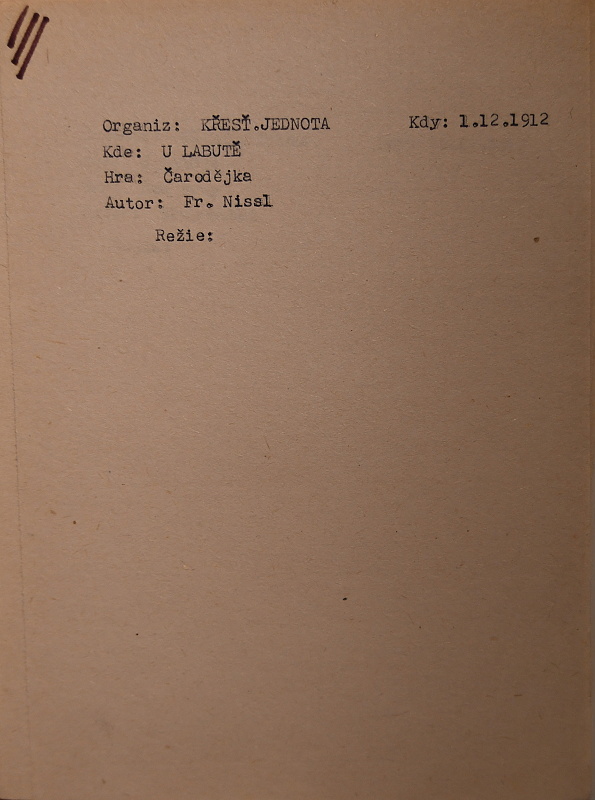 Organiz: KŘESŤ.JEDNOTA Kdy: 1.12.1912
Kde: U LABUTĚ
Hra: Čarodějka
Autor: Fr. Nissl
Režie: